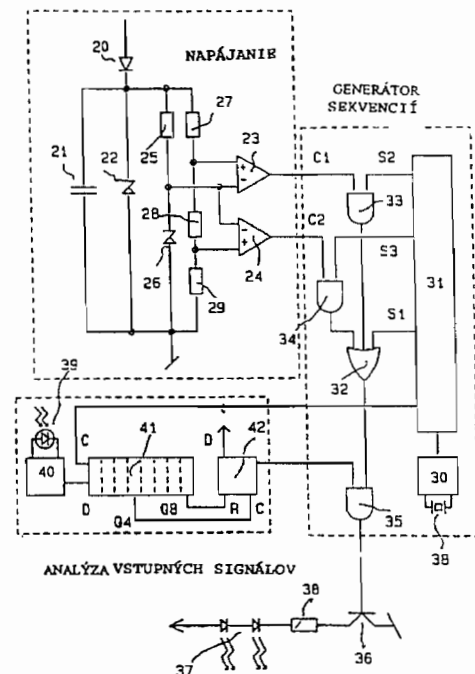 20
NAPÁJANIE
27
GENERÁTOR
SEKVENCIÍ
25
21
22
23
C1
S2
33
28
C2
S3
24
31
26
29
34
S1
32
39
41
42
C
D
40
30
D
Q4
Q8
R
C
35
38
ANALÝZA VSTUPNÝCH SIGNÁLOV
38
37
36